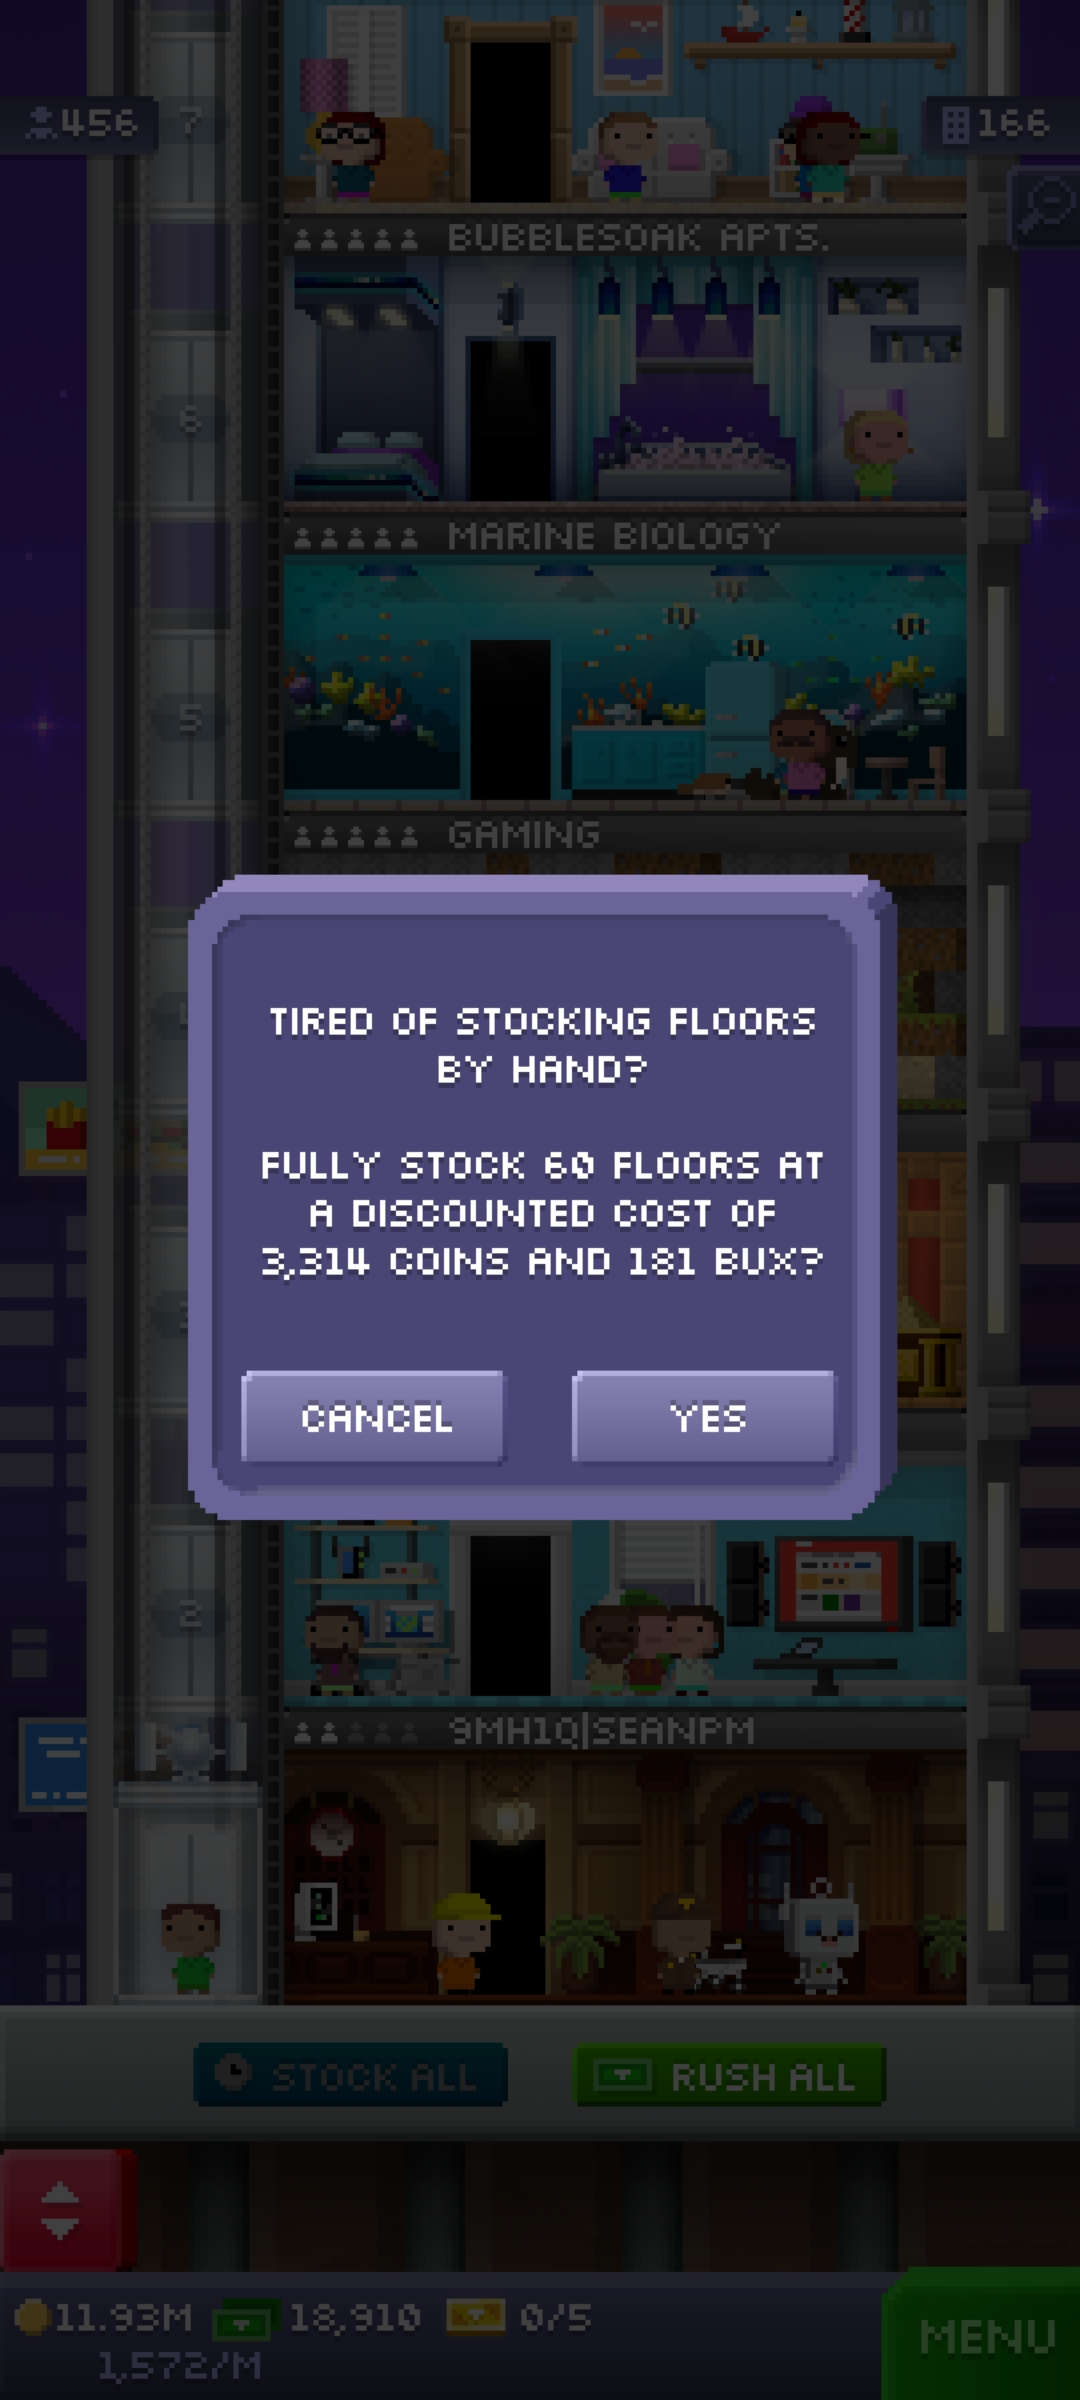 456
7
166
BUBBLESOAK APTS.
6
MARINE BIOLOGY
5
GAMING
TIRED OF STOCKING FLOORS
BY HAND?
FULLY STOCK 60 FLOORS AT
A DISCOUNTED COST OF
3,314 COINS AND 181 BUX?
CANCEL
YES
2
9MH1Q|SEANPM
STOCK ALL
RUSH ALL
11.93M
18,910
0/5
1,572/M
MENU